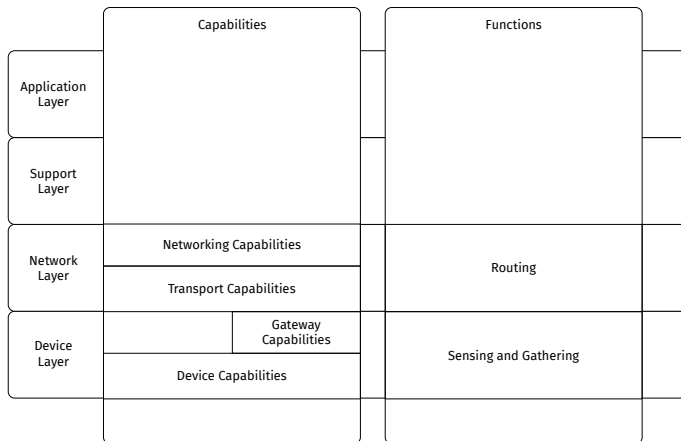 Capabilities
Functions
Application
Layer
Support
Layer
Network
Layer
Networking Capabilities
Transport Capabilities
Routing
Device
Layer
Gateway
Capabilities
Device Capabilities
Sensing and Gathering